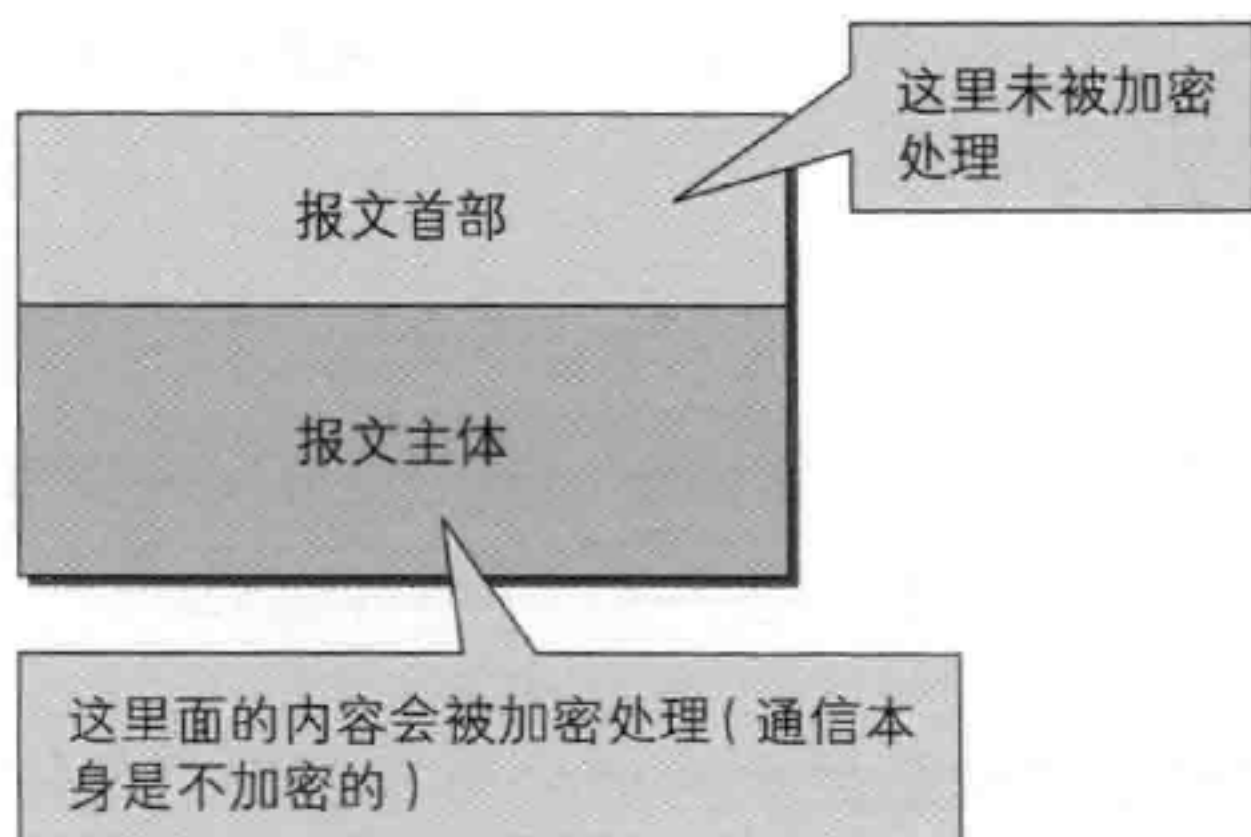 这里未被加密
处理
报文首部
报文主体
这里面的内容会被加密处理（通信本
身是不加密的）